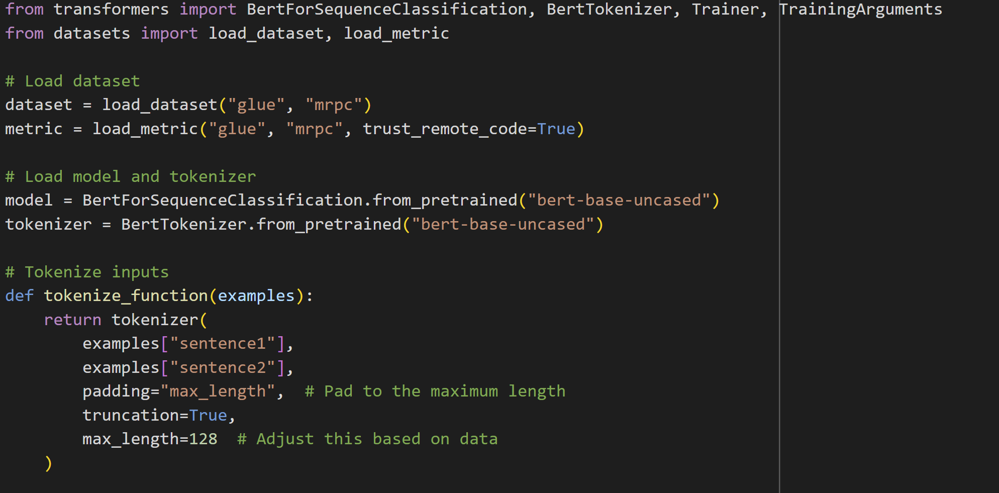 from transformers import BertForSequenceClassification, BertTokenizer, Trainer, TrainingArguments
from datasets import load_dataset, load_metric

# Load dataset
dataset = load_dataset("glue", "mrpc")
metric = load_metric("glue", "mrpc", trust_remote_code=True)

# Load model and tokenizer
model = BertForSequenceClassification.from_pretrained("bert-base-uncased")
tokenizer = BertTokenizer.from_pretrained("bert-base-uncased")

# Tokenize inputs
def tokenize_function(examples):
    return tokenizer(
        examples["sentence1"],
        examples["sentence2"],
        padding="max_length",  # Pad to the maximum length
        truncation=True,
        max_length=128  # Adjust this based on data
    )